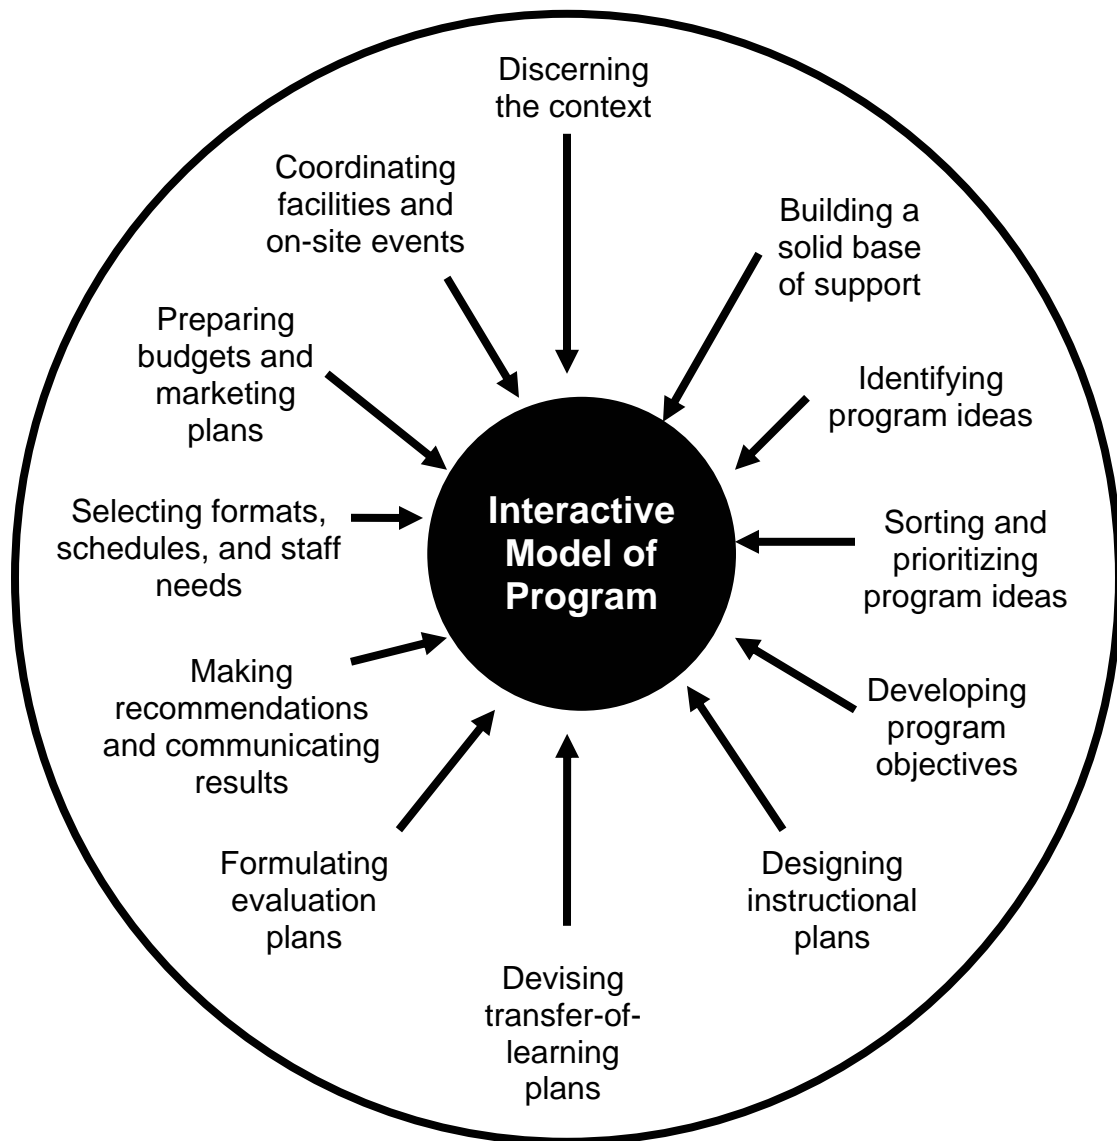 Discerning
the context
Building a
solid base
of support
Identifying
program ideas
Sorting and
prioritizing
program ideas
Developing
program
objectives
Designing
instructional
plans
Devising
transfer-of-
learning
plans
Formulating
evaluation
plans
Making
recommendations
and communicating
results
Selecting formats,
schedules, and staff
needs
Preparing
budgets and
marketing
plans
Coordinating
facilities and
on-site events
Interactive
Model of
Program